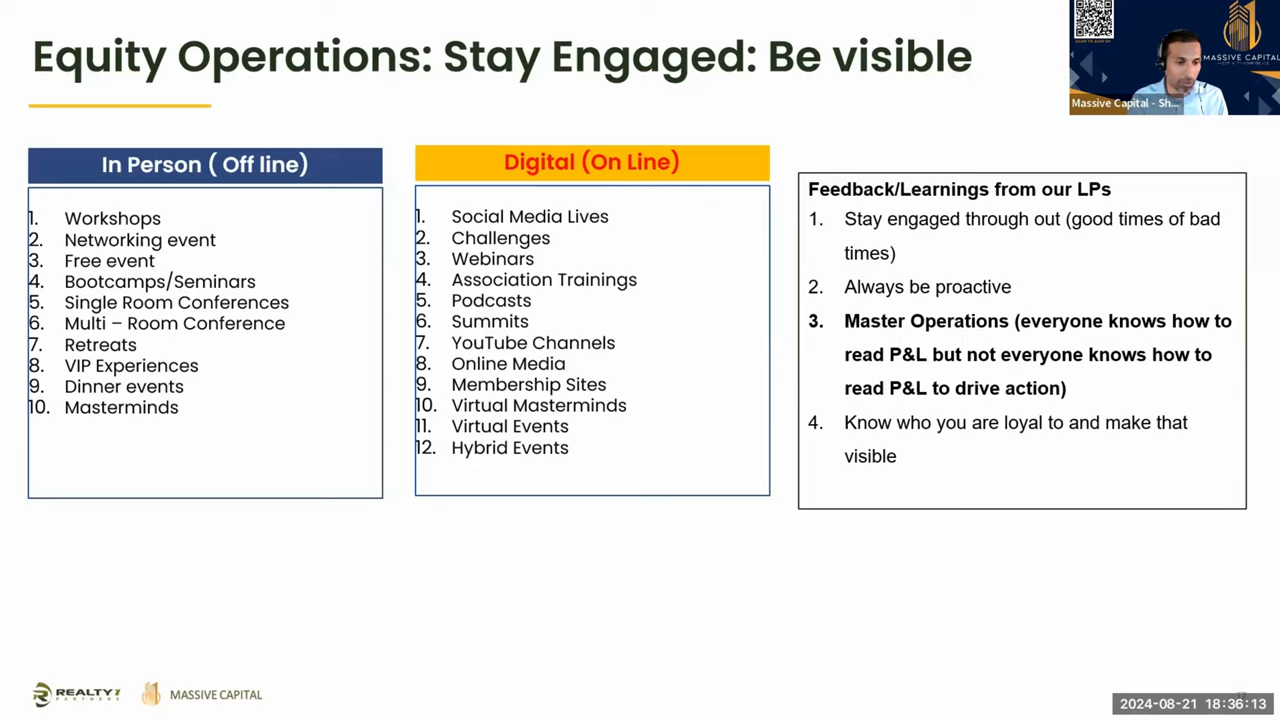 Equity Operations: Stay Engaged: Be visible
MASSIVE CAPITAL
Massive Capital - Sh...
In Person ( Off line)
1. Workshops
2. Networking event
3. Free event
4. Bootcamps/Seminars
5. Single Room Conferences
6. Multi – Room Conference
7. Retreats
8. VIP Experiences
9. Dinner events
10. Masterminds
Digital (On Line)
1. Social Media Lives
2. Challenges
3. Webinars
4. Association Trainings
5. Podcasts
6. Summits
7. YouTube Channels
8. Online Media
9. Membership Sites
10. Virtual Masterminds
11. Virtual Events
12. Hybrid Events
Feedback/Learnings from our LPs
1. Stay engaged through out (good times of bad
times)
2. Always be proactive
3. Master Operations (everyone knows how to
read P&L but not everyone knows how to
read P&L to drive action)
4. Know who you are loyal to and make that
visible
REALTY1
PARTNERS
MASSIVE CAPITAL
2024-08-21 18:36:13